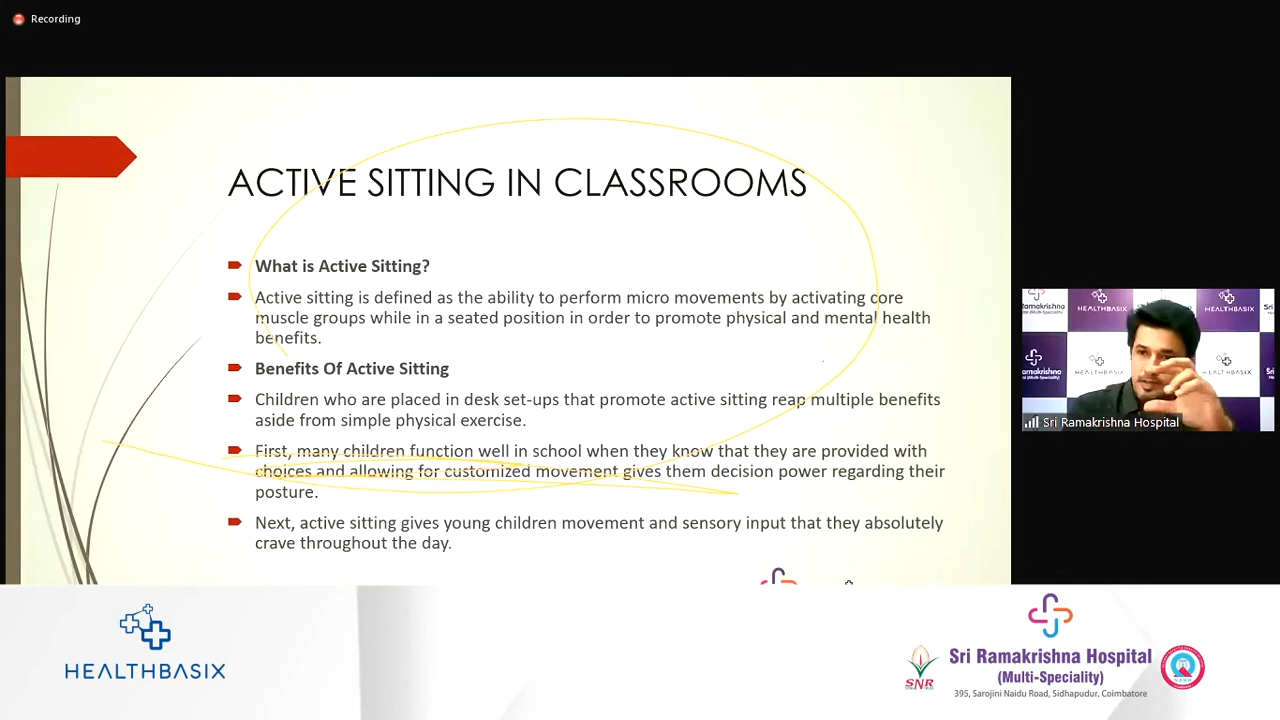 Recording
ACTIVE SITTING IN CLASSROOMS
What is Active Sitting?
Active sitting is defined as the ability to perform micro movements by activating core
muscle groups while in a seated position in order to promote physical and mental health
benefits.
Benefits Of Active Sitting
Children who are placed in desk set-ups that promote active sitting reap multiple benefits
aside from simple physical exercise.
First, many children function well in school when they know that they are provided with
choices and allowing for customized movement gives them decision power regarding their
posture.
Next, active sitting gives young children movement and sensory input that they absolutely
crave throughout the day.
HEALTHBASIX
HEALTHBASIX
HEALTHBASIX
HEALTHBASIX
Sri Ramakrishna Hospital
HEALTHBASIX
SNR
Sri Ramakrishna Hospital
(Multi-Speciality)
395, Sarojini Naidu Road, Sidhapudur, Coimbatore